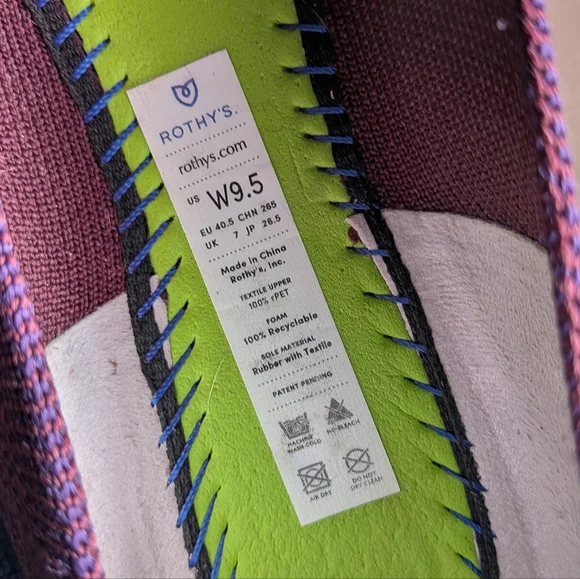 ROTHY'S.
rothys.com
US W9.5
EU 40.5 CHN 265
UK 7 JP 26.5
Made in China
Rothy's, Inc.
TEXTILE UPPER
100% rPET
FOAM
100% Recyclable
SOLE MATERIAL
Rubber with Textile
PATENT PENDING
MACHINE
WASH COLD
NO BLEACH
AIR DRY
DO NOT
DRY CLEAN